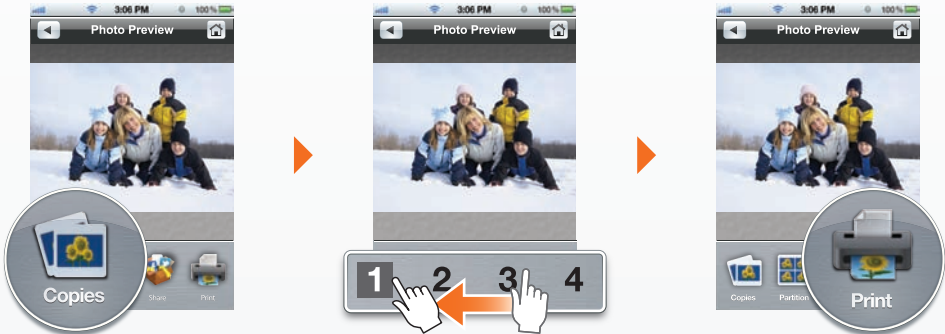 3:06 PM 100%
Photo Preview
Copies
Share
Print
3:06 PM 100%
Photo Preview
1 2 3 4
3:06 PM 100%
Photo Preview
Copies
Partition
Print